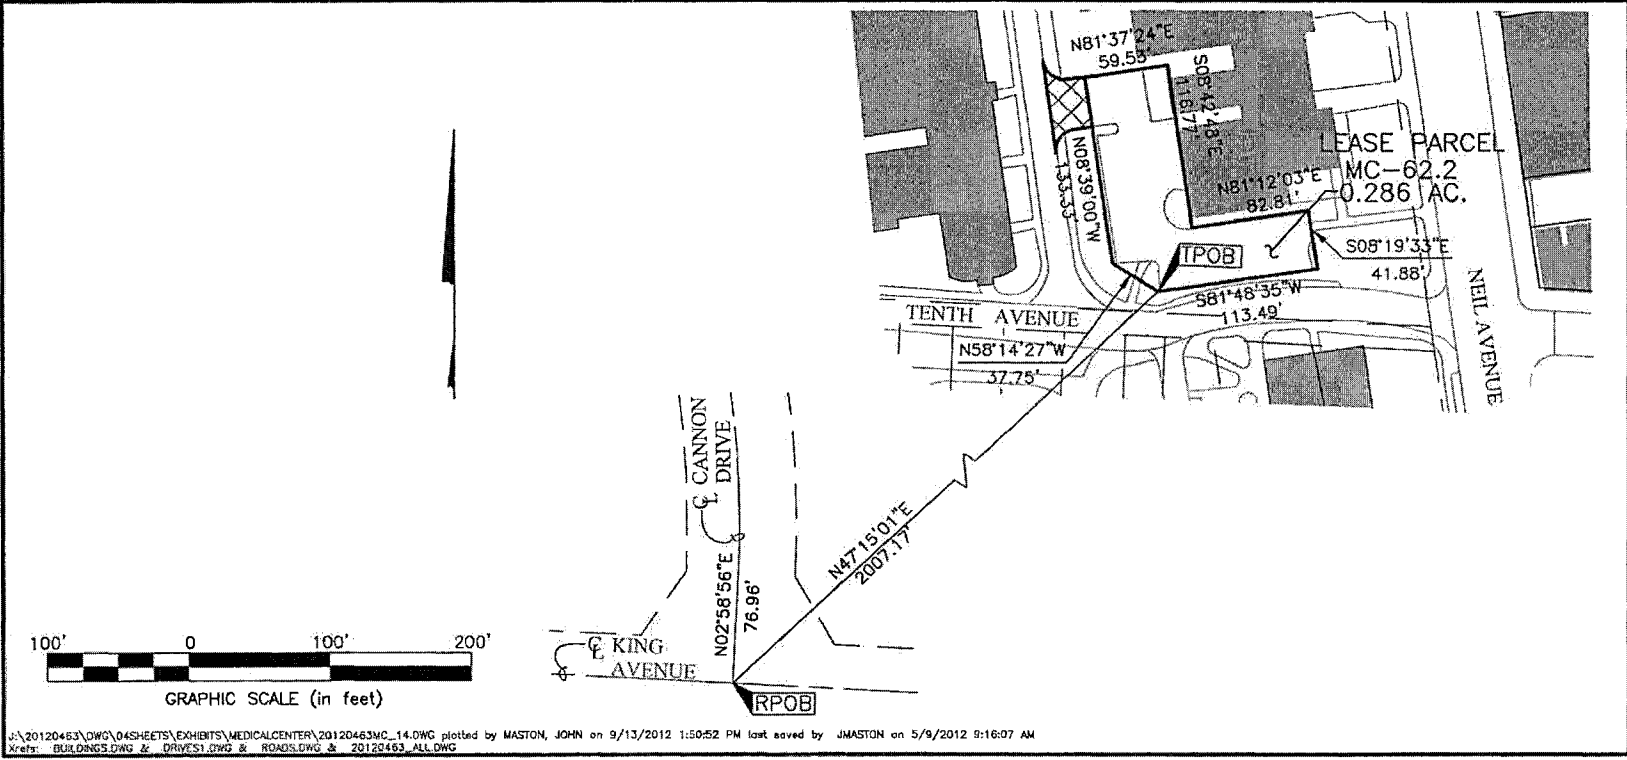 N81°37'24"E
59.55'
S08°42'48"E
116.77'
LEASE PARCEL
MC-62.2
0.286 AC.
N81°12'03"E
82.81'
N08°39'00"W
133.33'
S08°19'33"E
41.88'
TPOB
S81°48'35"W
113.49'
TENTH AVENUE
NEIL AVENUE
N58°14'27"W
37.75'
CL CANNON
DRIVE
N47°15'01"E
2007.17'
N02°58'56"E
76.96'
CL KING
AVENUE
RPOB
100' 0 100' 200'
GRAPHIC SCALE (in feet)
J:\20120463\DWG\04SHEETS\EXHIBITS\MEDICALCENTER\20120463MC_14.DWG plotted by MASTON, JOHN on 9/13/2012 1:50:52 PM last saved by JMASTON on 5/9/2012 9:16:07 AM
Xrefs: BUILDINGS.DWG & DRIVES1.DWG & ROADS.DWG & 20120463_ALL.DWG